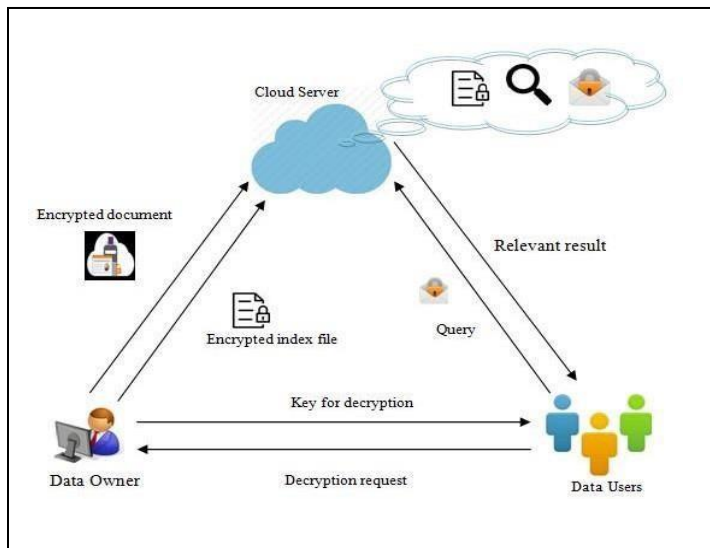 Cloud Server
Encrypted document
Relevant result
Encrypted index file
Query
Key for decryption
Data Owner
Decryption request
Data Users